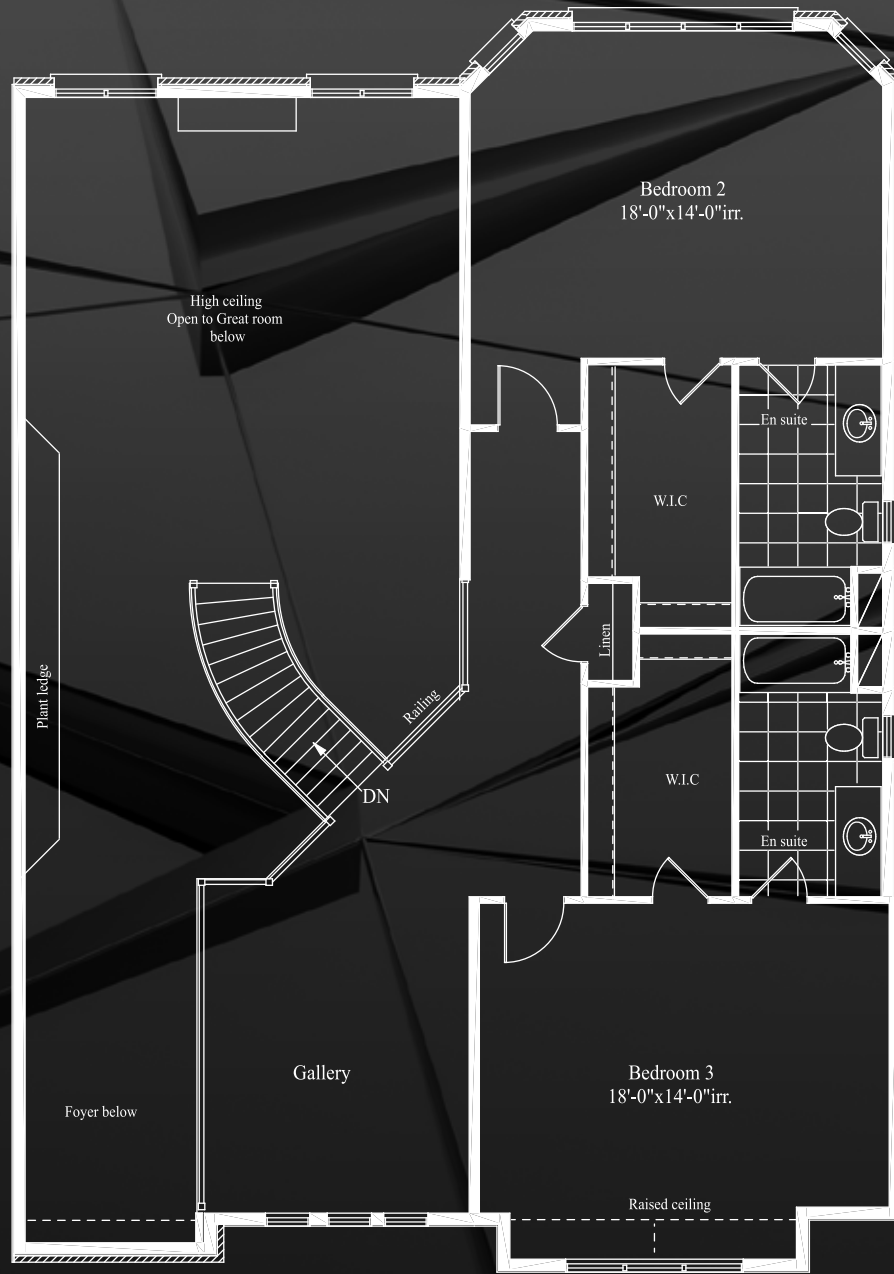 Bedroom 2
18'-0"x14'-0"irr.
High ceiling
Open to Great room
below
En suite
W.I.C
Linen
Plant ledge
Railing
DN
W.I.C
En suite
Gallery
Bedroom 3
18'-0"x14'-0"irr.
Foyer below
Raised ceiling